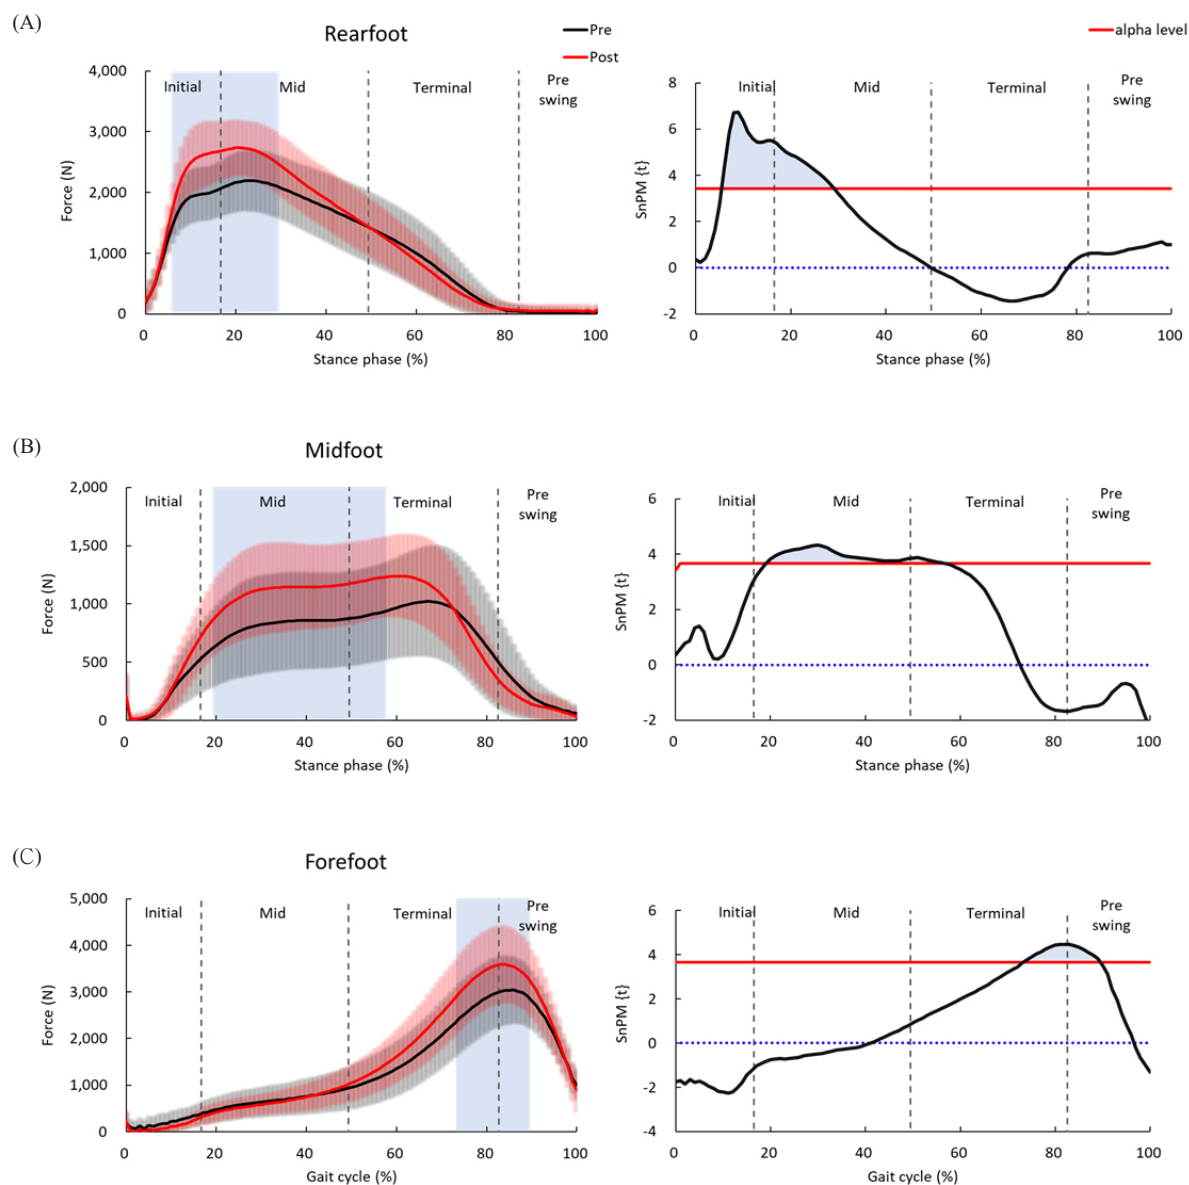 (A)
Rearfoot
Pre
Post
alpha level
4,000
3,000
2,000
1,000
0
Force (N)
Initial
Mid
Terminal
Pre
swing
0 20 40 60 80 100
Stance phase (%)
8
6
4
2
0
-2
SnPM {t}
Initial
Mid
Terminal
Pre
swing
0 20 40 60 80 100
Stance phase (%)
(B)
Midfoot
2,000
1,500
1,000
500
0
Force (N)
Initial
Mid
Terminal
Pre
swing
0 20 40 60 80 100
Stance phase (%)
6
4
2
0
-2
SnPM {t}
Initial
Mid
Terminal
Pre
swing
0 20 40 60 80 100
Stance phase (%)
(C)
Forefoot
5,000
4,000
3,000
2,000
1,000
0
Force (N)
Initial
Mid
Terminal
Pre
swing
0 20 40 60 80 100
Gait cycle (%)
6
4
2
0
-2
-4
SnPM {t}
Initial
Mid
Terminal
Pre
swing
0 20 40 60 80 100
Gait cycle (%)